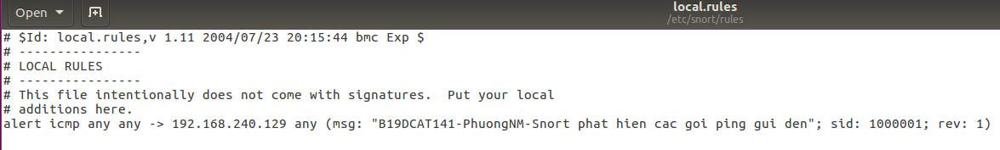 Open
local.rules
/etc/snort/rules
# $Id: local.rules,v 1.11 2004/07/23 20:15:44 bmc Exp $
# ----------------
# LOCAL RULES
# ----------------
# This file intentionally does not come with signatures.  Put your local
# additions here.
alert icmp any any -> 192.168.240.129 any (msg: "B19DCAT141-PhuongNM-Snort phat hien cac goi ping gui den"; sid: 1000001; rev: 1)